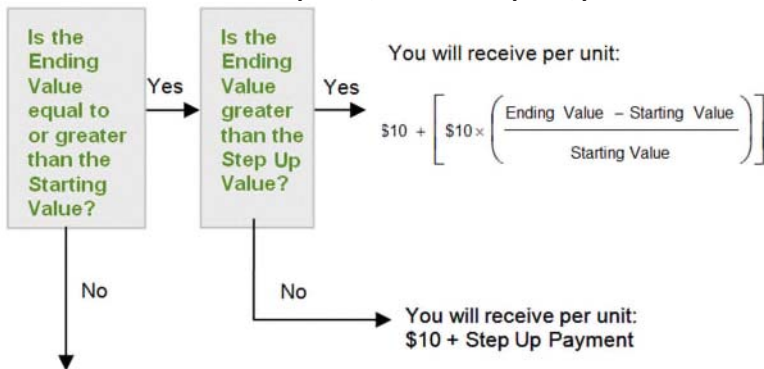 Is the
Ending
Value
equal to
or greater
than the
Starting
Value?
Yes
Is the
Ending
Value
greater
than the
Step Up
Value?
Yes
You will receive per unit:
$10 + [ $10 × ( Ending Value – Starting Value / Starting Value ) ]
No
No
You will receive per unit:
$10 + Step Up Payment